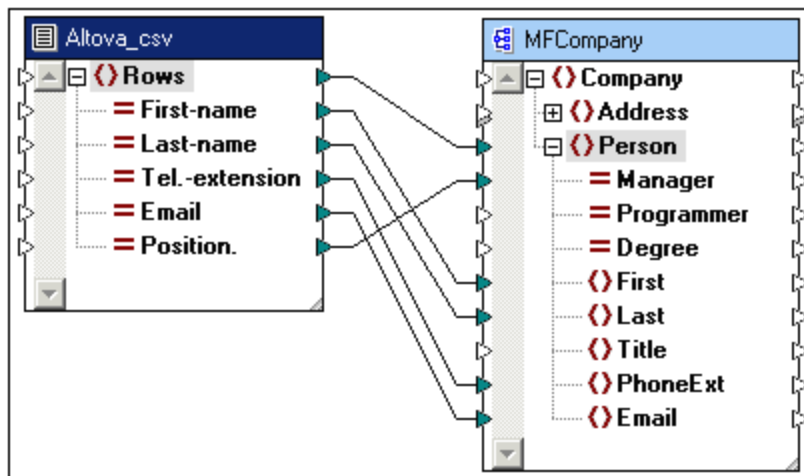 Altova_csv
Rows
First-name
Last-name
Tel.-extension
Email
Position.
MFCompany
Company
Address
Person
Manager
Programmer
Degree
First
Last
Title
PhoneExt
Email